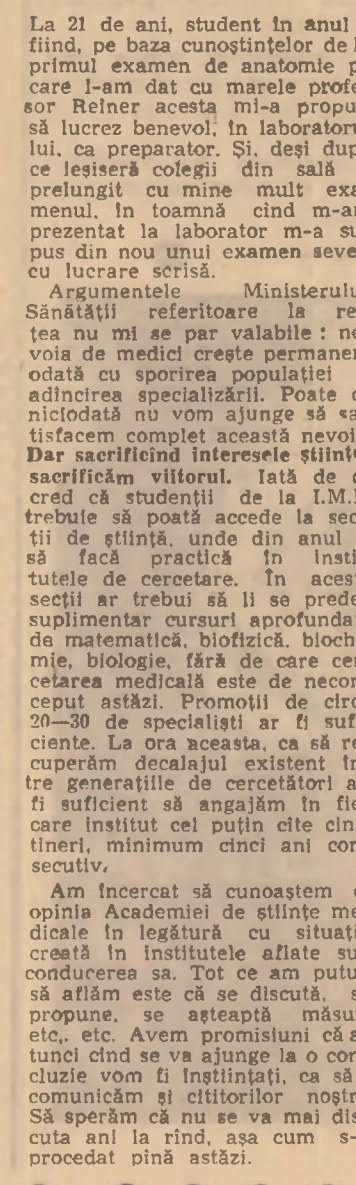 La 21 de ani, student în anul
fiind, pe baza cunoştinţelor de
primul examen de anatomie p
care l-am dat cu marele profe
sor Reiner acesta mi-a propu
să lucrez benevol, în laboratoru
lui, ca preparator. Şi, deşi dup
ce ieşiseră colegii din sală
prelungit cu mine mult exa
menul, în toamnă cînd m-am
prezentat la laborator m-a su
pus din nou unui examen seve
cu lucrare scrisă.
Argumentele Ministerulu
Sănătăţii referitoare la re
ţea nu mi se par valabile : ne
voia de medici creşte permanen
odată cu sporirea populaţiei
adîncirea specializării. Poate c
niciodată nu vom ajunge să sa
tisfacem complet această nevoi
Dar sacrificînd interesele ştiinţe
sacrificăm viitorul. Iată de c
cred că studenţii de la I.M.
trebuie să poată accede la sec
ţii de ştiinţă, unde din anul
să facă practică în insti
tutele de cercetare. În aces
secţii ar trebui să li se prede
suplimentar cursuri aprofunda
de matematică, biofizică, bioch
mie, biologie, fără de care cer
cetarea medicală este de necon
ceput astăzi. Promoţii de circ
20—30 de specialişti ar fi sufi
ciente. La ora aceasta, ca să re
cuperăm decalajul existent în
tre generaţiile de cercetători a
fi suficient să angajăm în fie
care institut cel puţin cîte cin
tineri, minimum cinci ani con
secutiv.
Am încercat să cunoaştem
opinia Academiei de ştiinţe me
dicale în legătură cu situaţi
creată în institutele aflate su
conducerea sa. Tot ce am putu
să aflăm este că se discută, s
propune, se aşteaptă măsu
etc,. etc. Avem promisiuni că a
tunci cînd se va ajunge la o con
cluzie vom fi înştiinţaţi, ca să
comunicăm şi cititorilor noştri
Să sperăm că nu se va mai dis
cuta ani la rînd, aşa cum s-
procedat pînă astăzi.